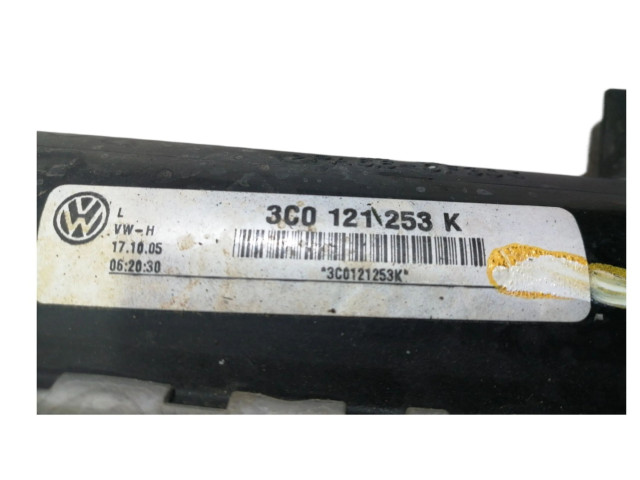 3C0 121 253 K
L
VW-H
17.10.05
06:20:30
*3C0121253K*